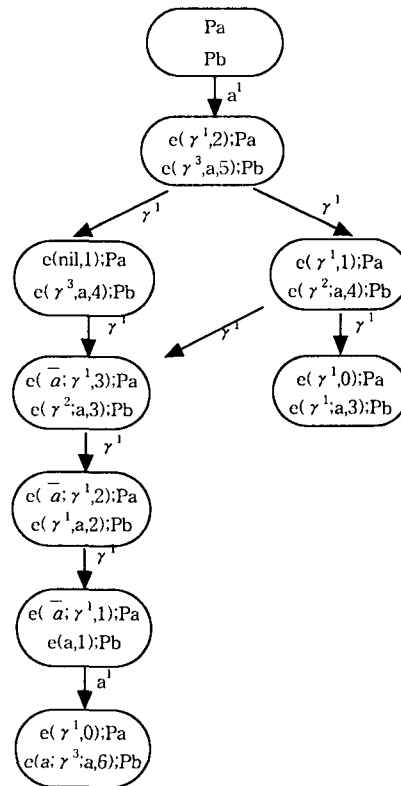 Pa
Pb
a¹
e(γ¹,2);Pa
e(γ³,a,5);Pb
γ¹
γ¹
e(nil,1);Pa
e(γ³,a,4);Pb
e(γ¹,1);Pa
e(γ²;a,4);Pb
γ¹
γ¹
γ¹
e(a̅;γ¹,3);Pa
e(γ²;a,3);Pb
e(γ¹,0);Pa
e(γ¹;a,3);Pb
γ¹
e(a̅;γ¹,2);Pa
e(γ¹,a,2);Pb
γ¹
e(a̅;γ¹,1);Pa
e(a,1);Pb
a¹
e(γ¹,0);Pa
e(a;γ³;a,6);Pb